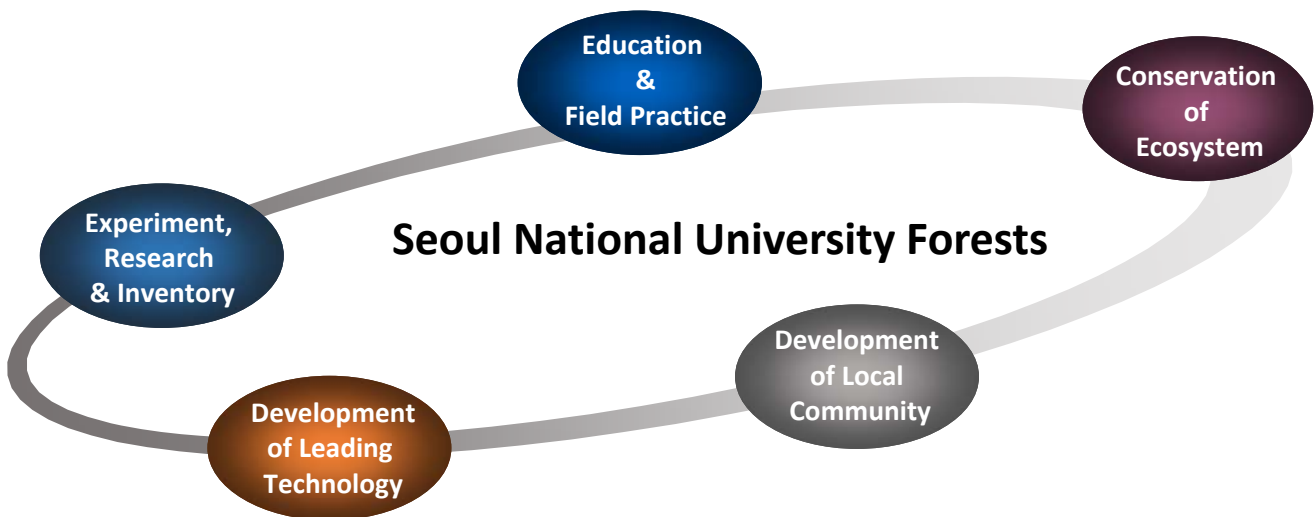 Education
&
Field Practice
Conservation
of
Ecosystem
Experiment,
Research
& Inventory
Seoul National University Forests
Development
of Local
Community
Development
of Leading
Technology